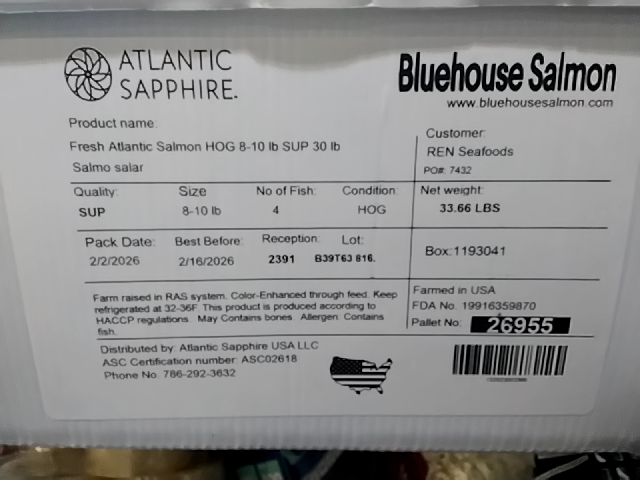 ATLANTIC
SAPPHIRE.
Bluehouse Salmon
www.bluehousesalmon.com
Product name:
Fresh Atlantic Salmon HOG 8-10 lb SUP 30 lb
Salmo salar
Customer:
REN Seafoods
PO#: 7432
Quality: Size No of Fish: Condition: Net weight:
SUP 8-10 lb 4 HOG 33.66 LBS
Pack Date: Best Before: Reception: Lot:
2/2/2026 2/16/2026 2391 B39T63 816.
Box:1193041
Farm raised in RAS system. Color-Enhanced through feed. Keep
refrigerated at 32-36F. This product is produced according to
HACCP regulations. May Contains bones. Allergen: Contains
fish.
Farmed in USA
FDA No. 19916359870
Pallet No: 26955
Distributed by: Atlantic Sapphire USA LLC
ASC Certification number: ASC02618
Phone No. 786-292-3632